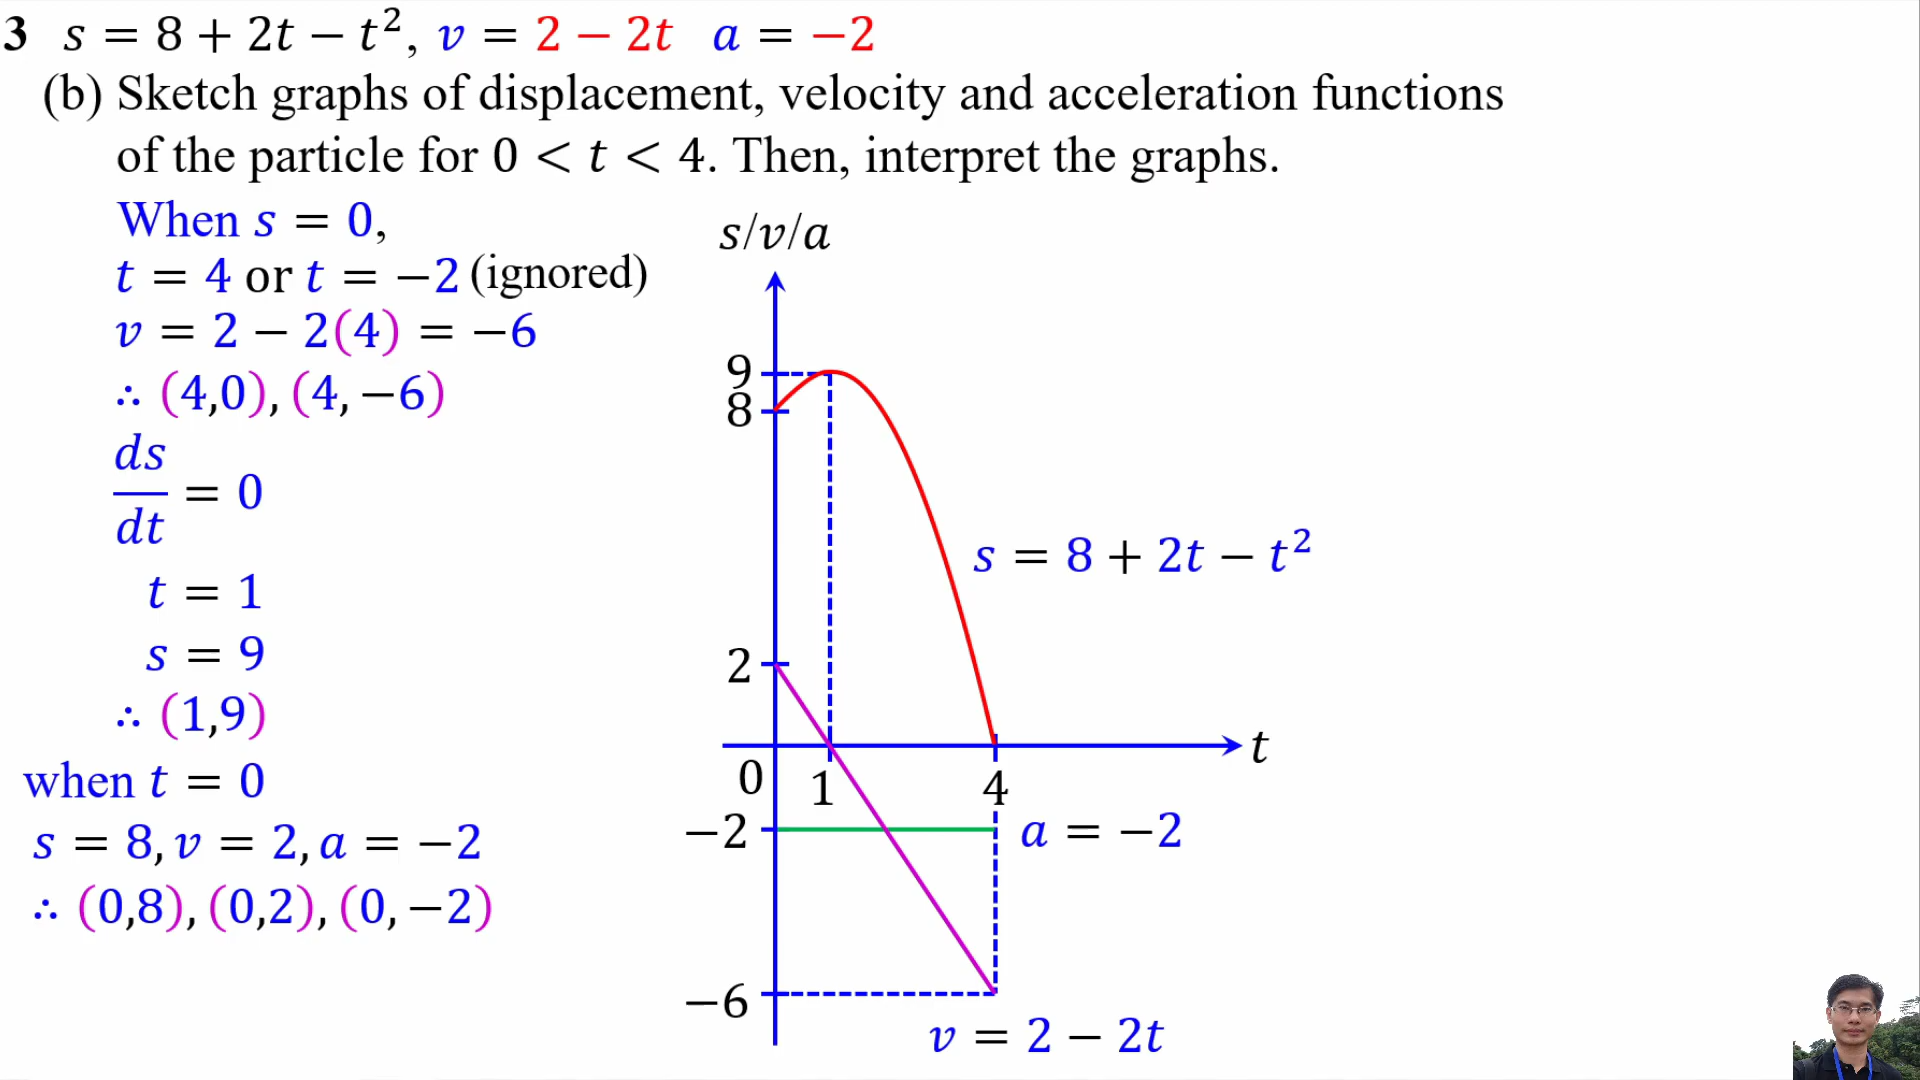 3 s = 8 + 2t − t², v = 2 − 2t a = −2
(b) Sketch graphs of displacement, velocity and acceleration functions
of the particle for 0 < t < 4. Then, interpret the graphs.
When s = 0,
t = 4 or t = −2 (ignored)
v = 2 − 2(4) = −6
∴ (4,0), (4, −6)
ds/dt = 0
t = 1
s = 9
∴ (1,9)
when t = 0
s = 8, v = 2, a = −2
∴ (0,8), (0,2), (0, −2)
s/v/a
9
8
s = 8 + 2t − t²
2
t
0 1 4
−2
a = −2
−6
v = 2 − 2t